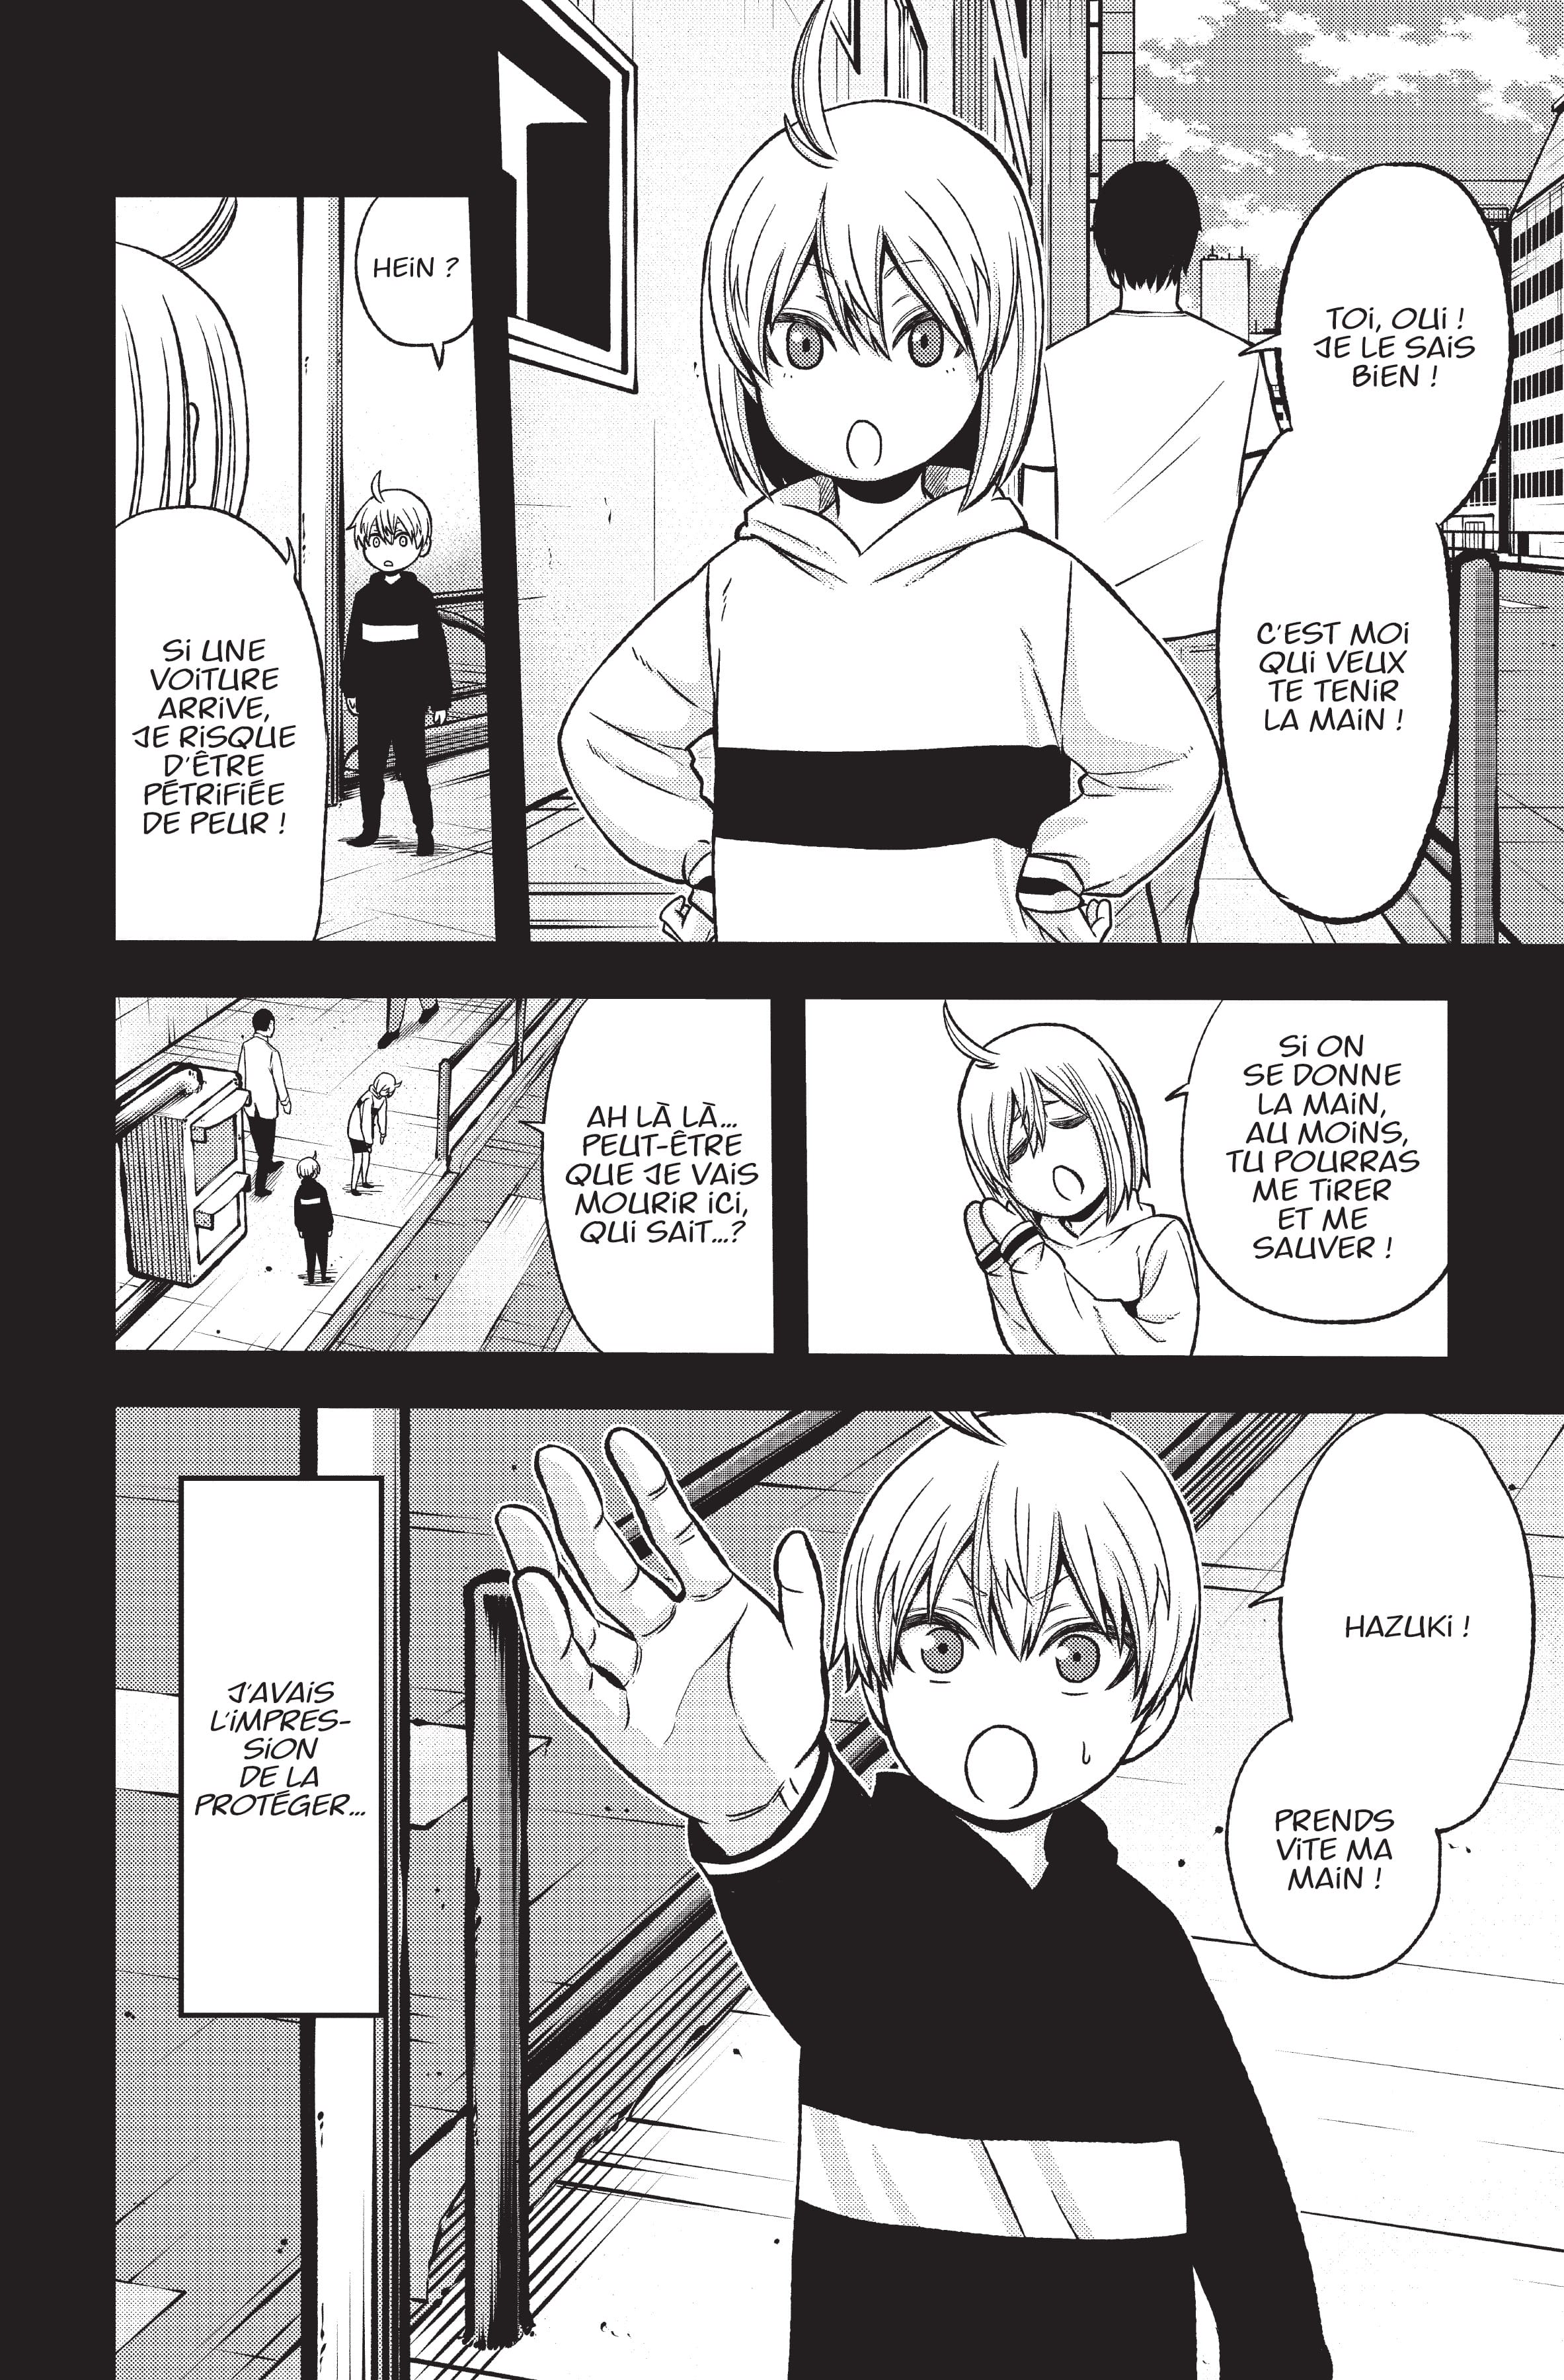 TOI, OUI !
JE LE SAIS
BIEN !
C'EST MOI
QUI VEUX
TE TENIR
LA MAIN !
HEIN ?
SI UNE
VOITURE
ARRIVE,
JE RISQUE
D'ÊTRE
PÉTRIFIÉE
DE PEUR !
SI ON
SE DONNE
LA MAIN,
AU MOINS,
TU POURRAS
ME TIRER
ET ME
SAUVER !
AH LÀ LÀ...
PEUT-ÊTRE
QUE JE VAIS
MOURIR ICI,
QUI SAIT...?
HAZUKI !
PRENDS
VITE MA
MAIN !
J'AVAIS
L'IMPRES-
SION
DE LA
PROTÉGER...